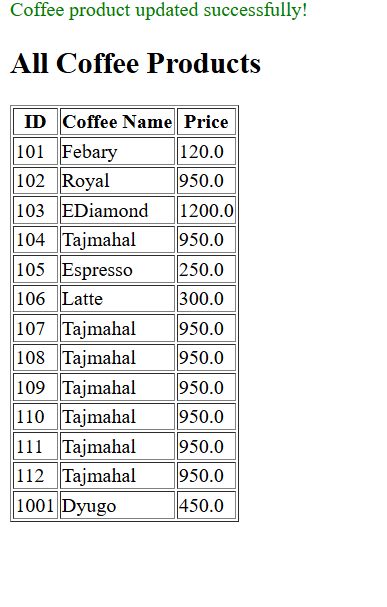 Coffee product updated successfully!
All Coffee Products
ID Coffee Name Price
101 Febary 120.0
102 Royal 950.0
103 EDiamond 1200.0
104 Tajmahal 950.0
105 Espresso 250.0
106 Latte 300.0
107 Tajmahal 950.0
108 Tajmahal 950.0
109 Tajmahal 950.0
110 Tajmahal 950.0
111 Tajmahal 950.0
112 Tajmahal 950.0
1001 Dyugo 450.0